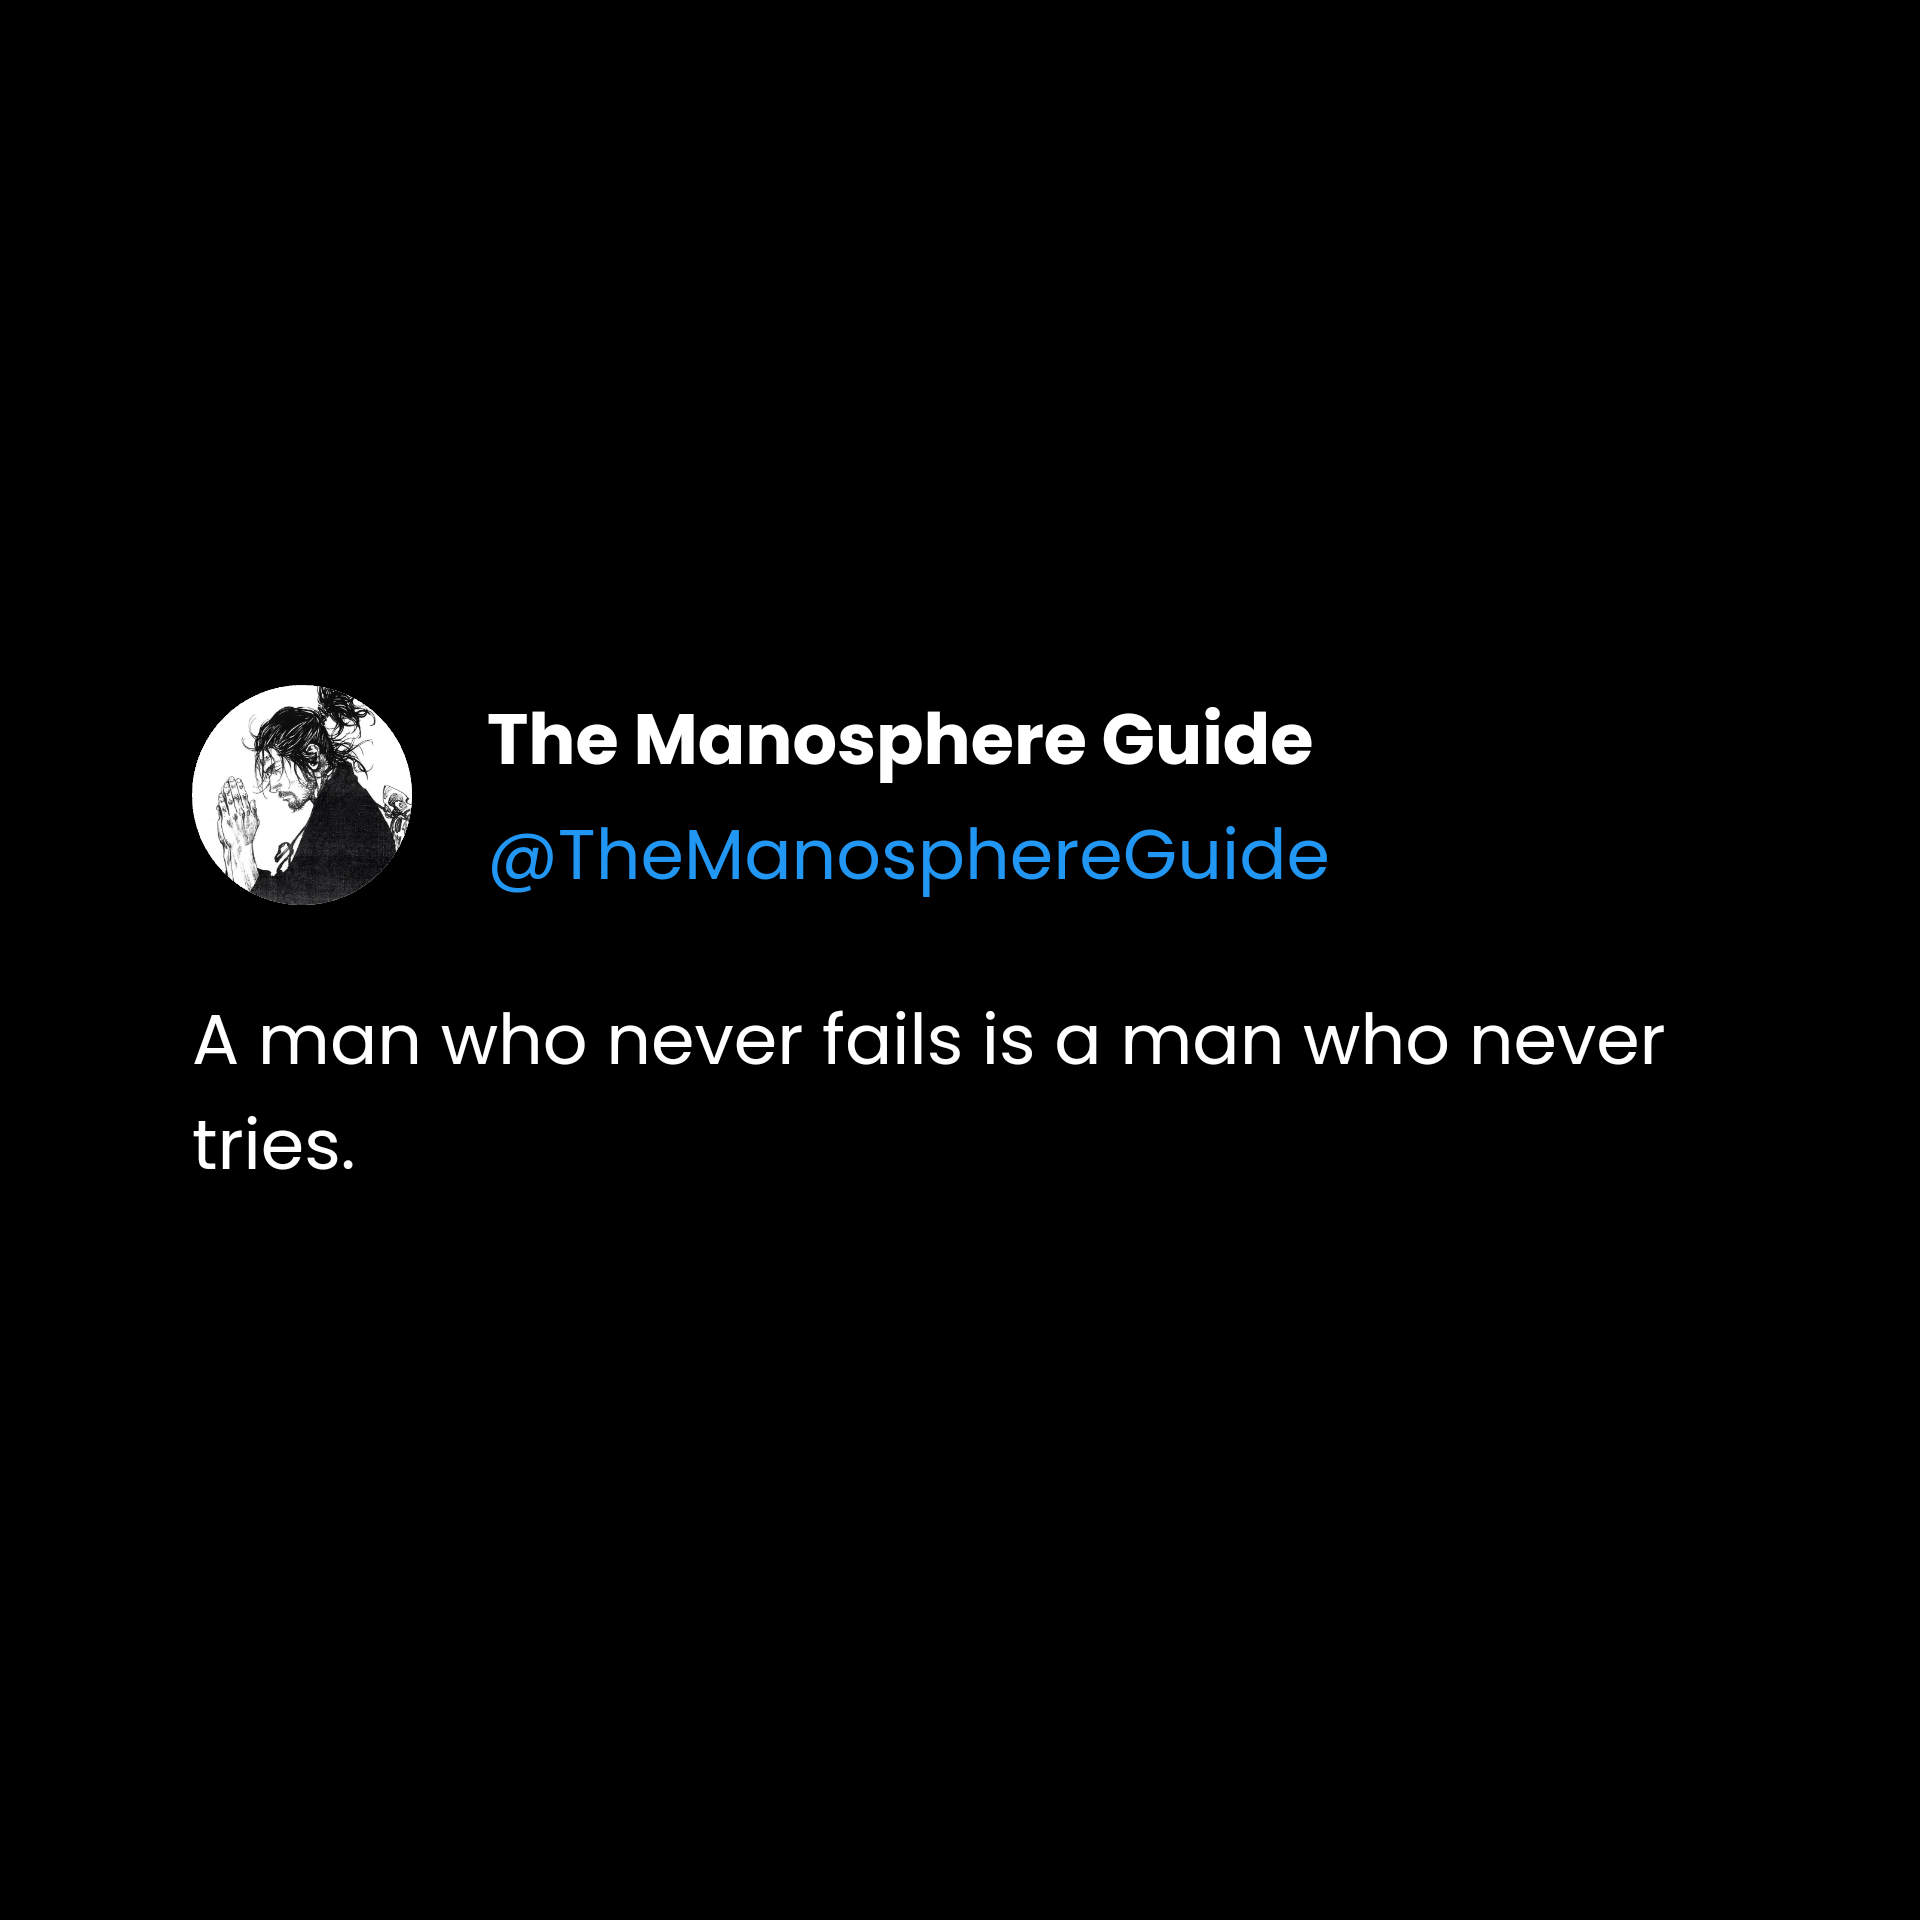 The Manosphere Guide
@TheManosphereGuide
A man who never fails is a man who never
tries.